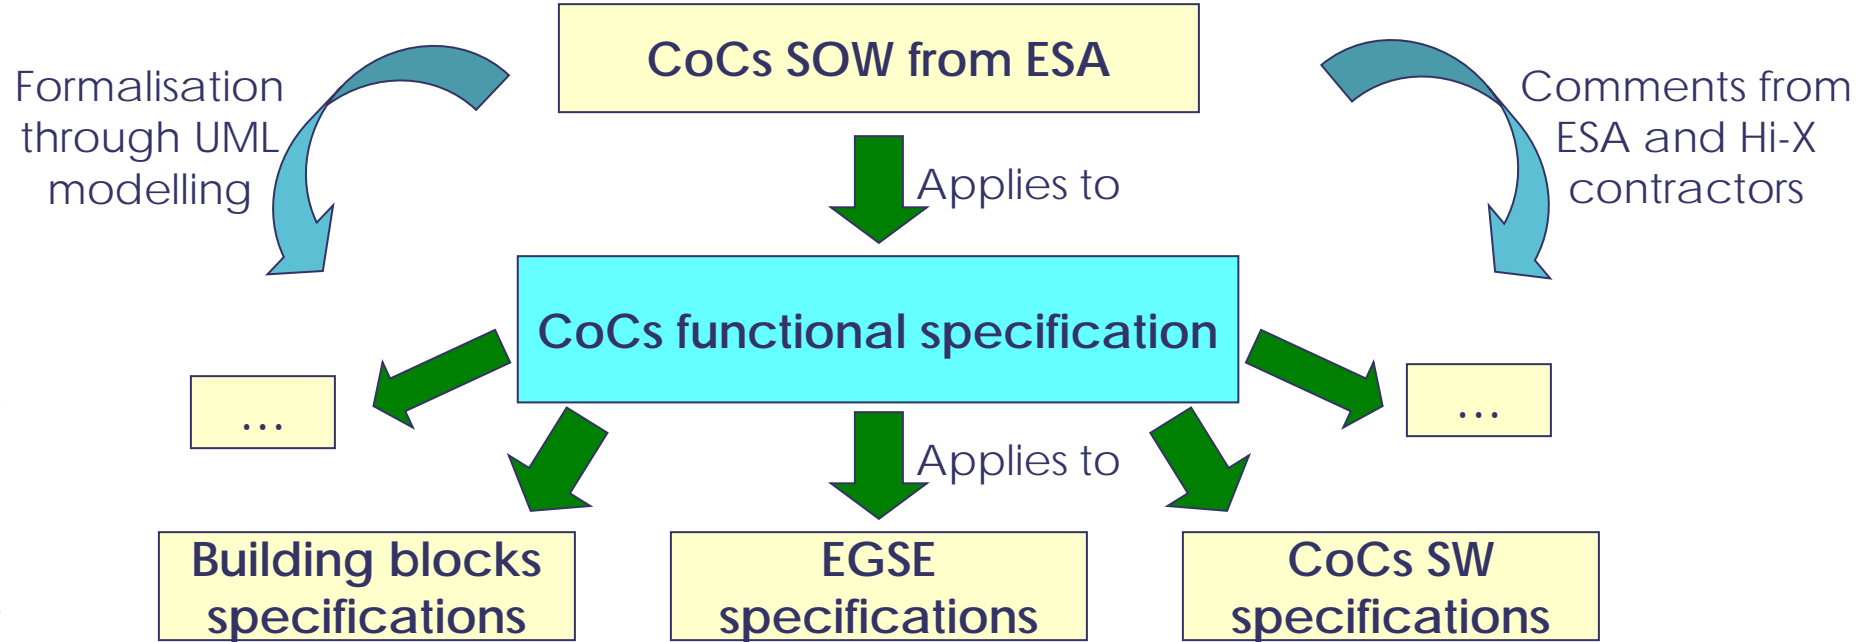 CoCs SOW from ESA
Formalisation
through UML
modelling
Comments from
ESA and Hi-X
contractors
Applies to
CoCs functional specification
...
...
Applies to
Building blocks
specifications
EGSE
specifications
CoCs SW
specifications